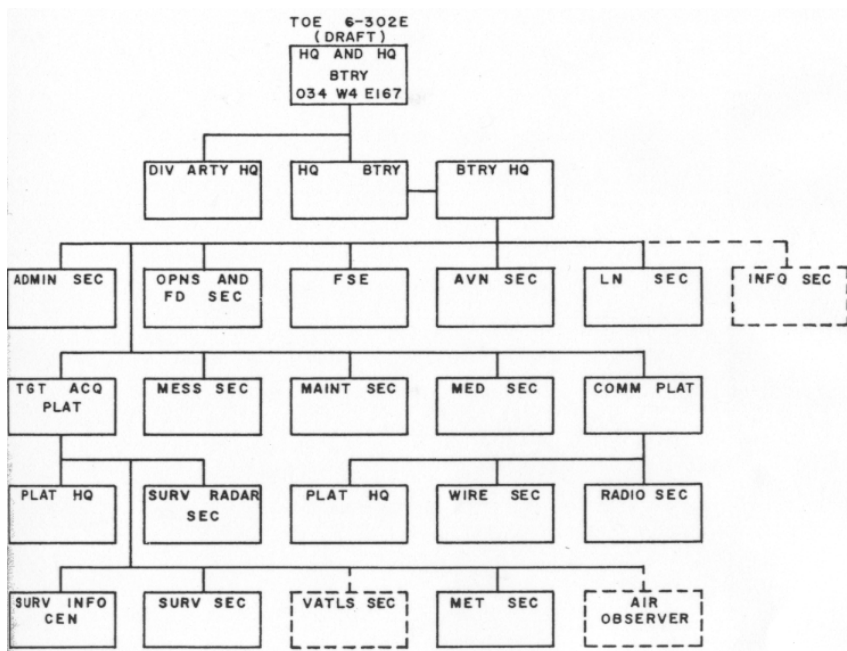 TOE 6-302E
(DRAFT)
HQ AND HQ
BTRY
034 W4 E167
DIV ARTY HQ
HQ BTRY
BTRY HQ
ADMIN SEC
OPNS AND
FD SEC
FSE
AVN SEC
LN SEC
INFO SEC
TGT ACQ
PLAT
MESS SEC
MAINT SEC
MED SEC
COMM PLAT
PLAT HQ
SURV RADAR
SEC
PLAT HQ
WIRE SEC
RADIO SEC
SURV INFO
CEN
SURV SEC
VATLS SEC
MET SEC
AIR
OBSERVER